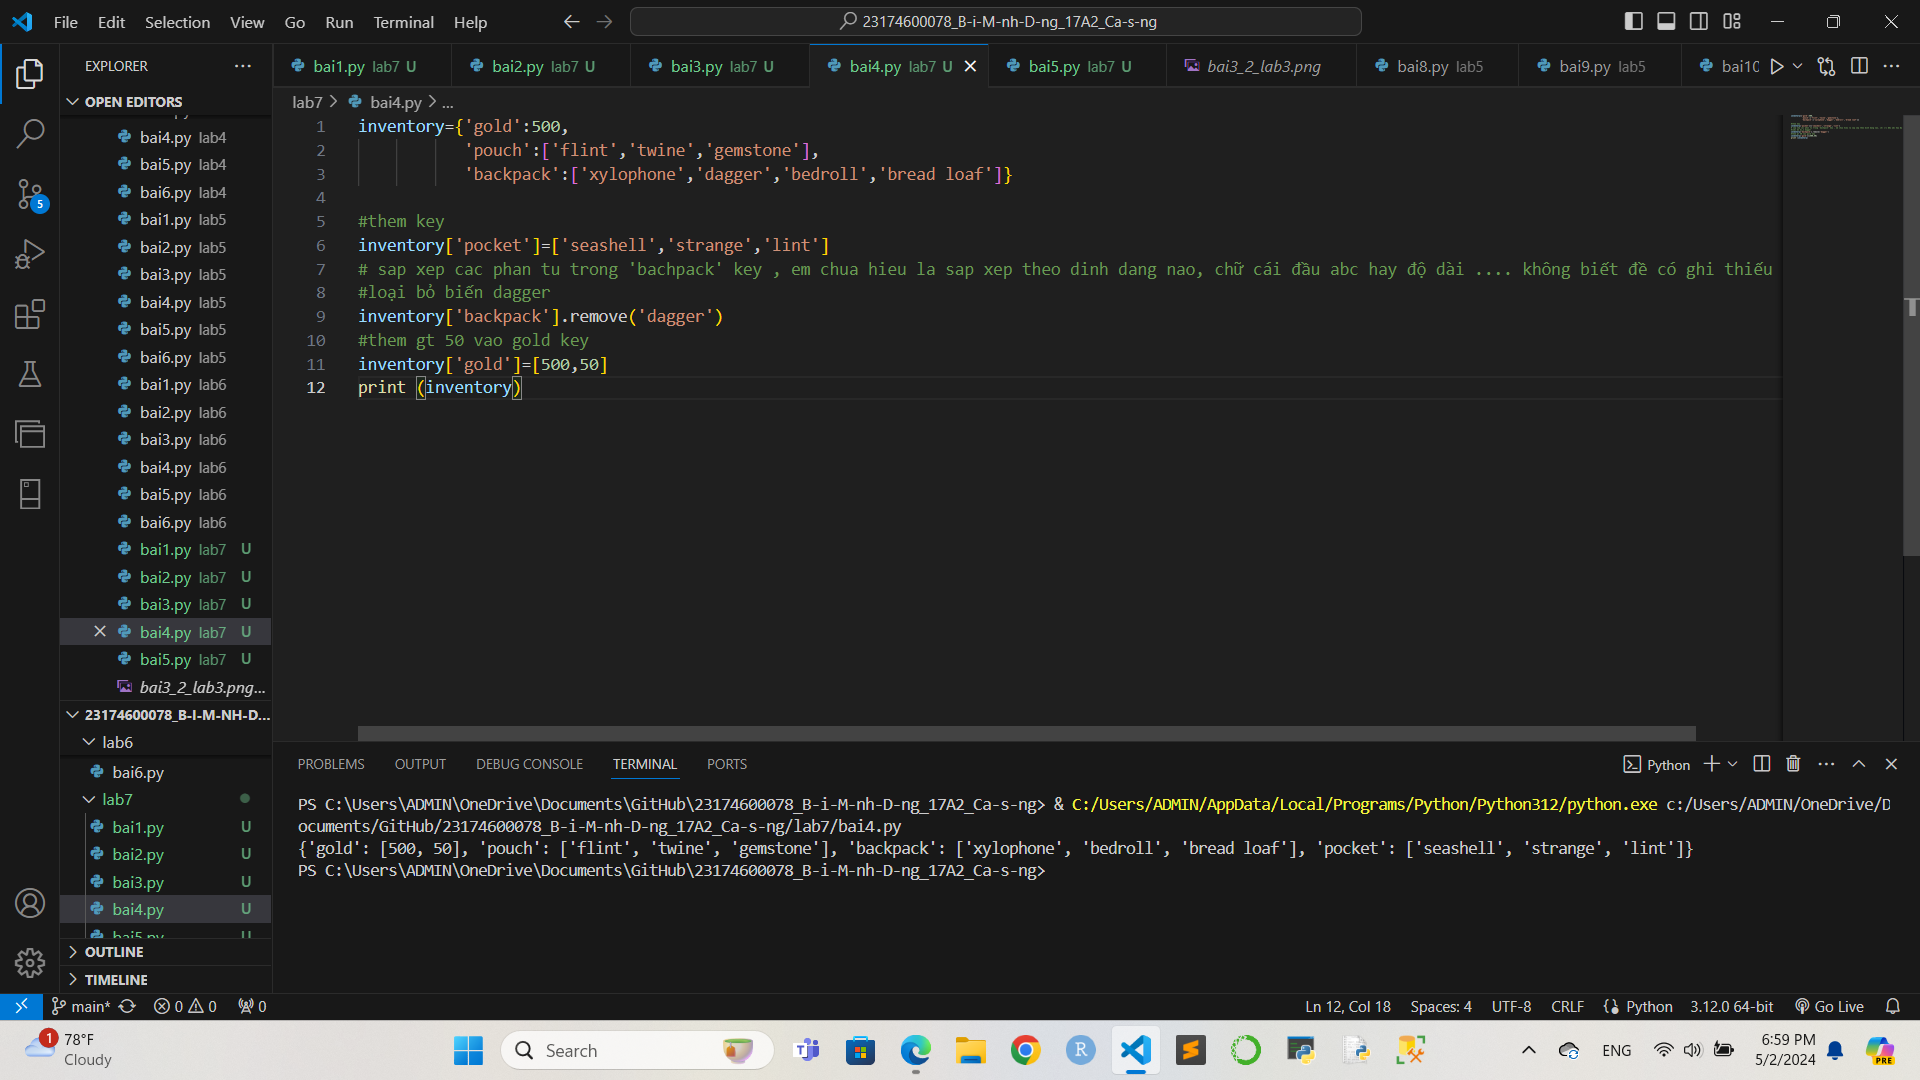 File Edit Selection View Go Run Terminal Help
23174600078_B-i-M-nh-D-ng_17A2_Ca-s-ng
EXPLORER
bai1.py lab7 U
bai2.py lab7 U
bai3.py lab7 U
bai4.py lab7 U
bai5.py lab7 U
bai3_2_lab3.png
bai8.py lab5
bai9.py lab5
bai10
OPEN EDITORS
bai4.py lab4
bai5.py lab4
bai6.py lab4
bai1.py lab5
bai2.py lab5
bai3.py lab5
bai4.py lab5
bai5.py lab5
bai6.py lab5
bai1.py lab6
bai2.py lab6
bai3.py lab6
bai4.py lab6
bai5.py lab6
bai6.py lab6
bai1.py lab7 U
bai2.py lab7 U
bai3.py lab7 U
bai4.py lab7 U
bai5.py lab7 U
bai3_2_lab3.png...
23174600078_B-I-M-NH-D...
lab6
bai6.py
lab7
bai1.py U
bai2.py U
bai3.py U
bai4.py U
bai5.py U
OUTLINE
TIMELINE
5
lab7 > bai4.py > ...
1 inventory={'gold':500,
2 'pouch':['flint','twine','gemstone'],
3 'backpack':['xylophone','dagger','bedroll','bread loaf']}
4
5 #them key
6 inventory['pocket']=['seashell','strange','lint']
7 # sap xep cac phan tu trong 'bachpack' key , em chua hieu la sap xep theo dinh dang nao, chữ cái đầu abc hay độ dài .... không biết đề có ghi thiếu
8 #loại bỏ biến dagger
9 inventory['backpack'].remove('dagger')
10 #them gt 50 vao gold key
11 inventory['gold']=[500,50]
12 print (inventory)
PROBLEMS OUTPUT DEBUG CONSOLE TERMINAL PORTS
Python
PS C:\Users\ADMIN\OneDrive\Documents\GitHub\23174600078_B-i-M-nh-D-ng_17A2_Ca-s-ng> & C:/Users/ADMIN/AppData/Local/Programs/Python/Python312/python.exe c:/Users/ADMIN/OneDrive/D
ocuments/GitHub/23174600078_B-i-M-nh-D-ng_17A2_Ca-s-ng/lab7/bai4.py
{'gold': [500, 50], 'pouch': ['flint', 'twine', 'gemstone'], 'backpack': ['xylophone', 'bedroll', 'bread loaf'], 'pocket': ['seashell', 'strange', 'lint']}
PS C:\Users\ADMIN\OneDrive\Documents\GitHub\23174600078_B-i-M-nh-D-ng_17A2_Ca-s-ng>
main* 0 0 0
Ln 12, Col 18 Spaces: 4 UTF-8 CRLF Python 3.12.0 64-bit Go Live
1 78°F
Cloudy
Search
R
ENG
6:59 PM
5/2/2024
PRE